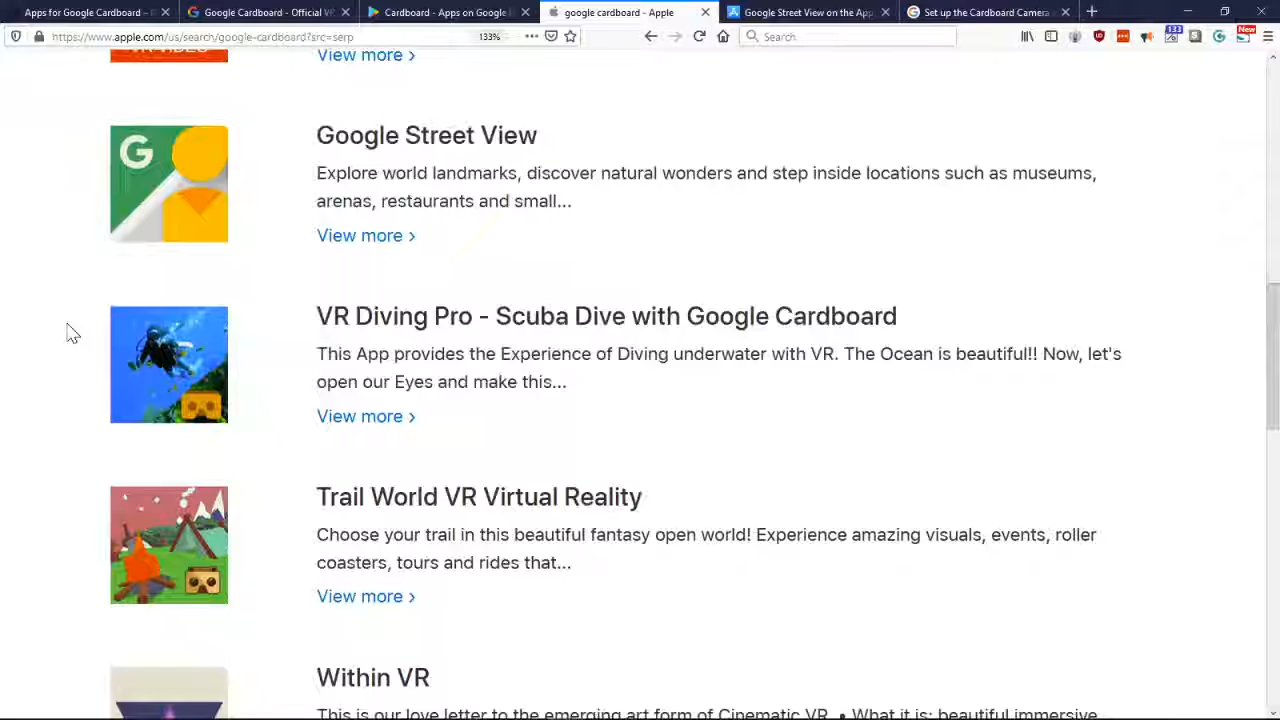 Apps for Google Cardboard –
Google Cardboard - Official VR
Cardboard - Apps on Google
google cardboard - Apple
Google Street View on the App
Set up the Cardboard Camera
https://www.apple.com/us/search/google-cardboard?src=serp
133%
Search
133
New
VR VIDEO
View more ›
Google Street View
Explore world landmarks, discover natural wonders and step inside locations such as museums,
arenas, restaurants and small...
View more ›
VR Diving Pro - Scuba Dive with Google Cardboard
This App provides the Experience of Diving underwater with VR. The Ocean is beautiful!! Now, let's
open our Eyes and make this...
View more ›
Trail World VR Virtual Reality
Choose your trail in this beautiful fantasy open world! Experience amazing visuals, events, roller
coasters, tours and rides that...
View more ›
Within VR
This is our love letter to the emerging art form of Cinematic VR. • What it is: beautiful immersive